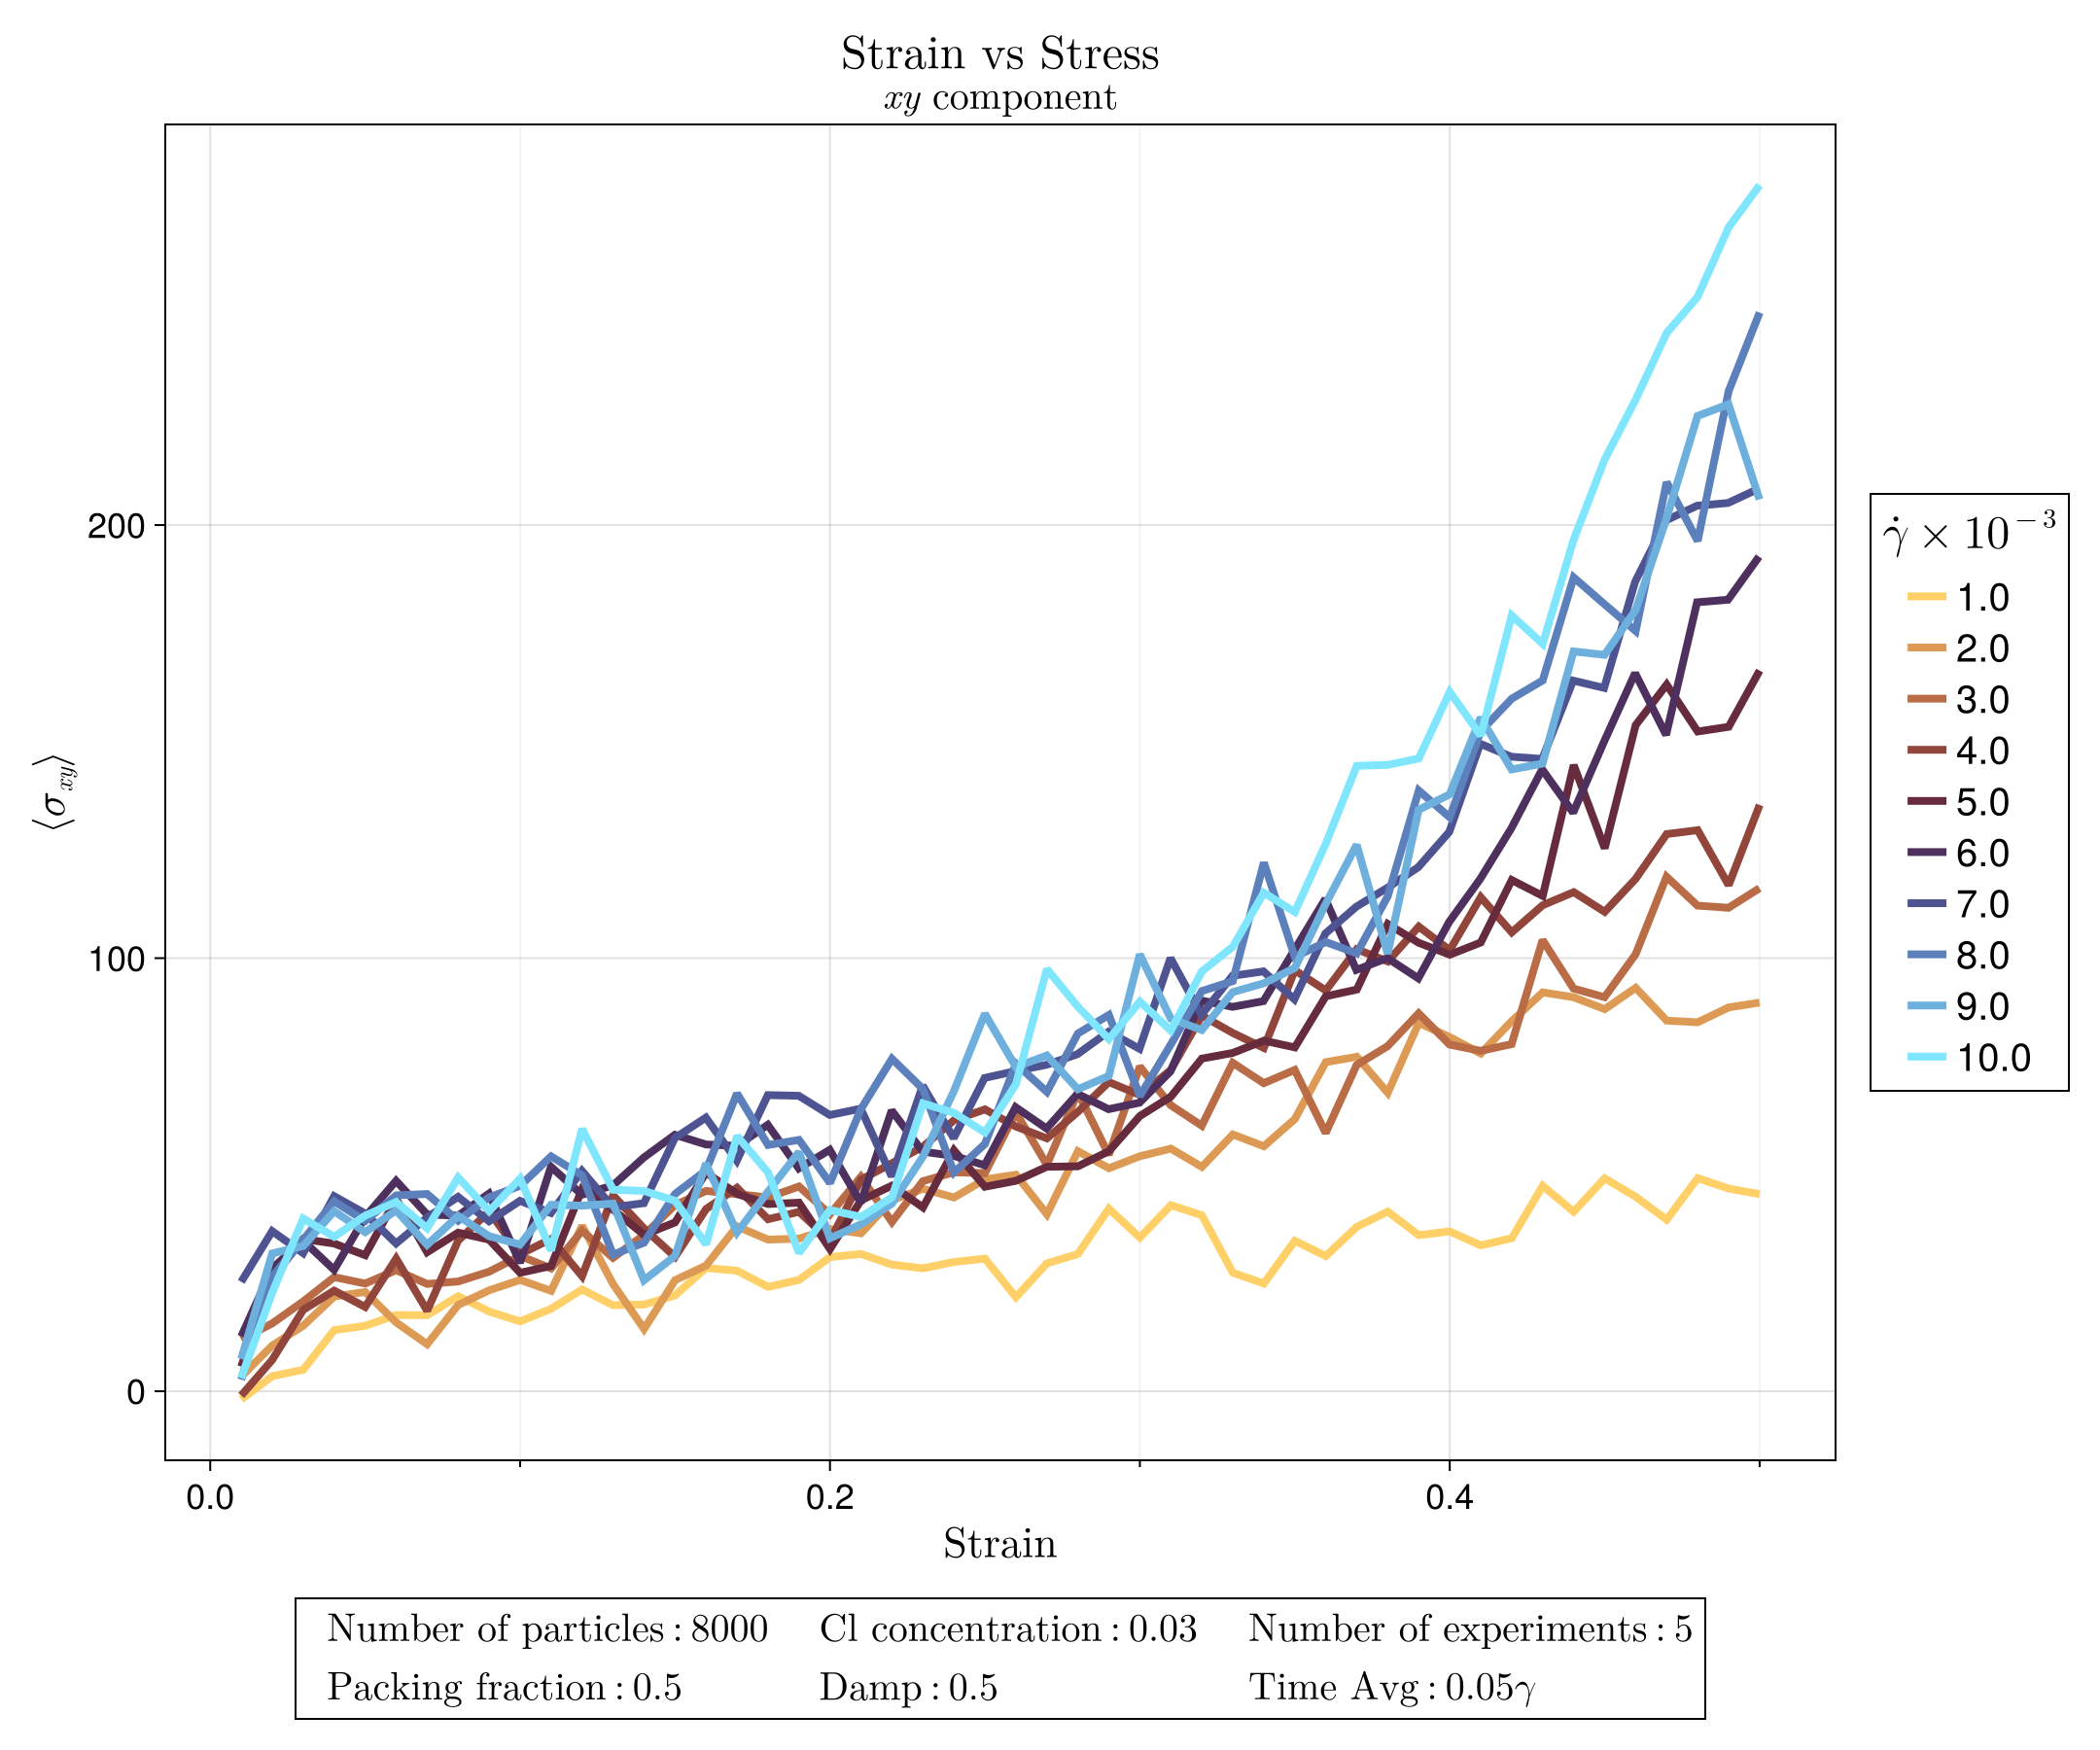 Strain vs Stress
xy component
⟨σxy⟩
200
100
0
0.0 0.2 0.4
Strain
γ̇ × 10⁻³
1.0
2.0
3.0
4.0
5.0
6.0
7.0
8.0
9.0
10.0
Number of particles : 8000 Cl concentration : 0.03 Number of experiments : 5
Packing fraction : 0.5 Damp : 0.5 Time Avg : 0.05γ